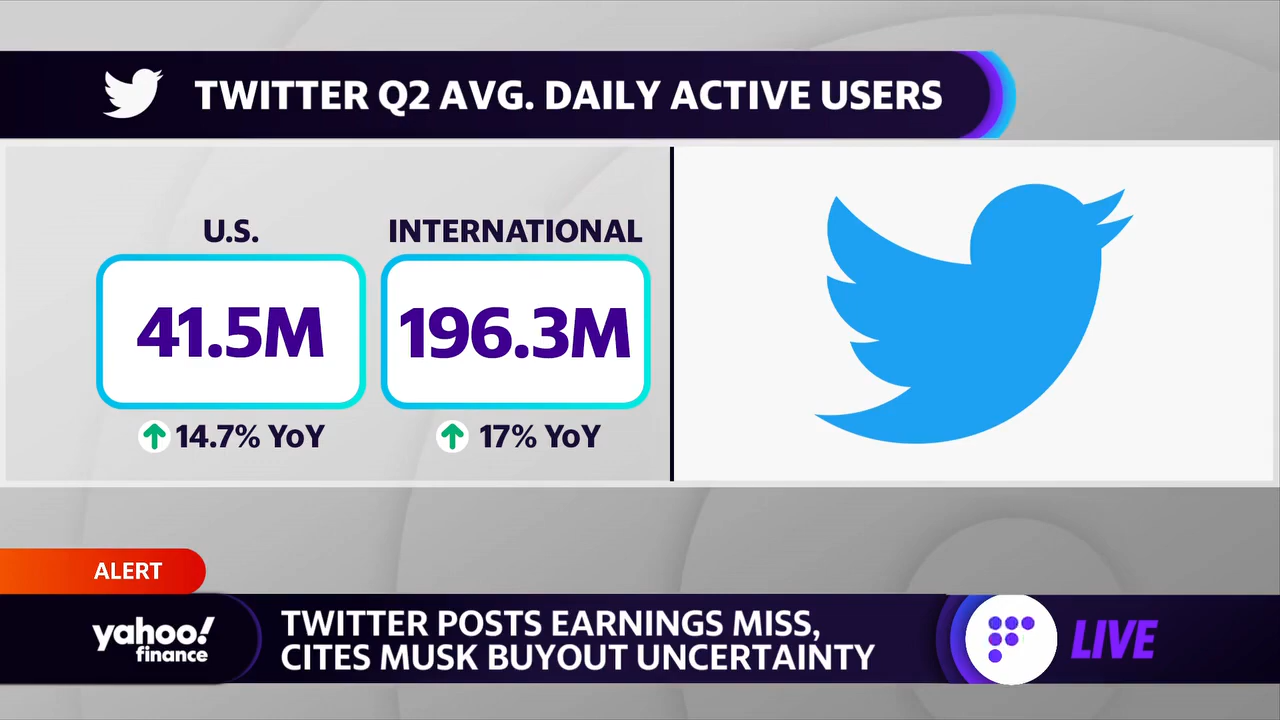 TWITTER Q2 AVG. DAILY ACTIVE USERS
U.S.
41.5M
14.7% YoY
INTERNATIONAL
196.3M
17% YoY
ALERT
yahoo!
finance
TWITTER POSTS EARNINGS MISS,
CITES MUSK BUYOUT UNCERTAINTY
LIVE